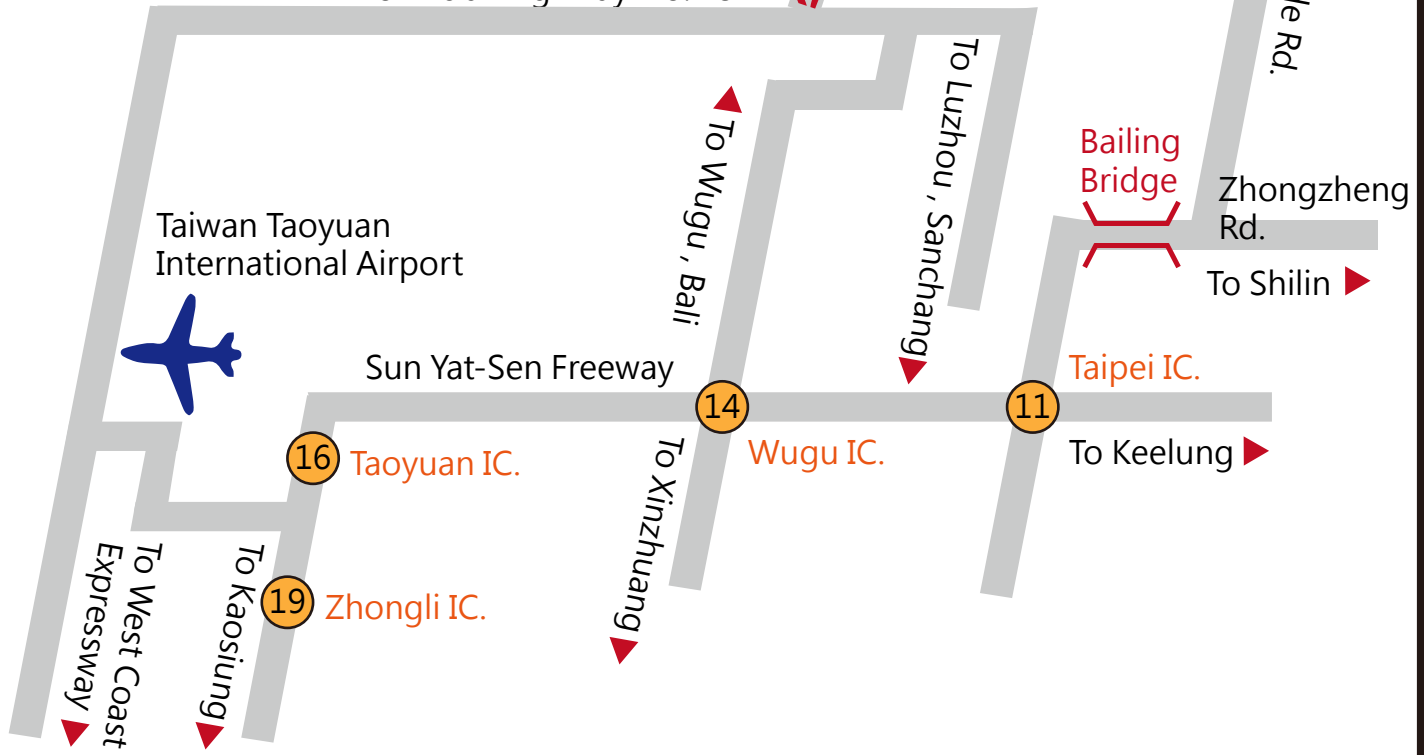 le Rd.
To Luzhou , Sanchang
To Wugu , Bali
Bailing
Bridge
Zhongzheng
Rd.
To Shilin
Taiwan Taoyuan
International Airport
Sun Yat-Sen Freeway
Taipei IC.
14
11
16
Taoyuan IC.
Wugu IC.
To Keelung
To Xinzhuang
To West Coast
Expressway
To Kaosiung
19
Zhongli IC.